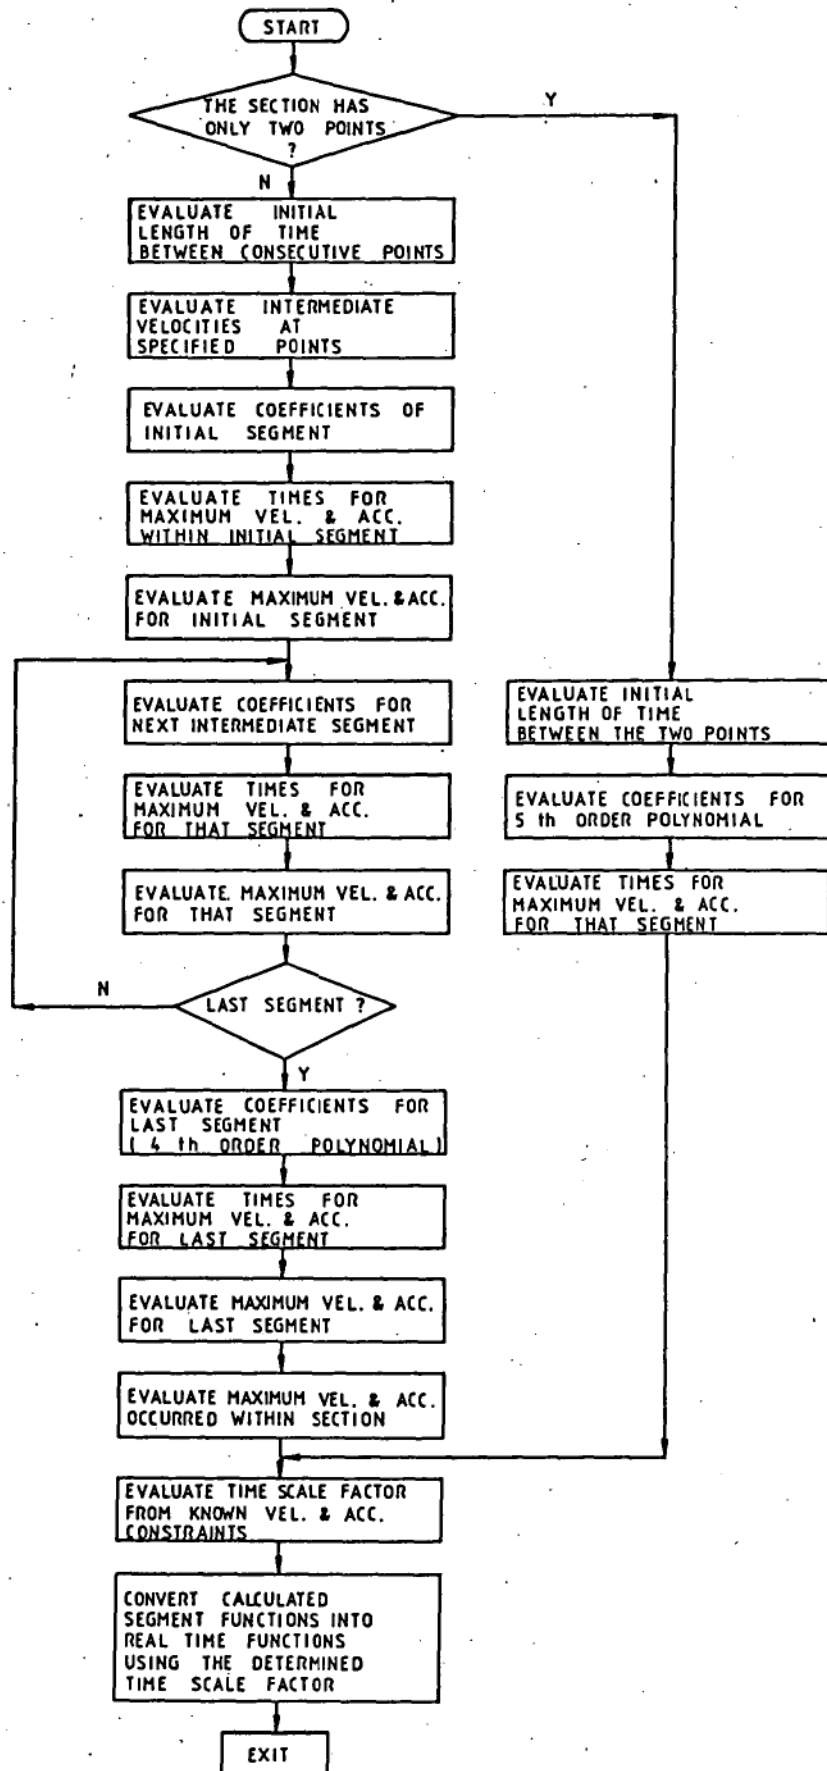 START
THE SECTION HAS
ONLY TWO POINTS
?
Y
N
EVALUATE INITIAL
LENGTH OF TIME
BETWEEN CONSECUTIVE POINTS
EVALUATE INTERMEDIATE
VELOCITIES AT
SPECIFIED POINTS
EVALUATE COEFFICIENTS OF
INITIAL SEGMENT
EVALUATE TIMES FOR
MAXIMUM VEL. & ACC.
WITHIN INITIAL SEGMENT
EVALUATE MAXIMUM VEL. & ACC.
FOR INITIAL SEGMENT
EVALUATE COEFFICIENTS FOR
NEXT INTERMEDIATE SEGMENT
EVALUATE TIMES FOR
MAXIMUM VEL. & ACC.
FOR THAT SEGMENT
EVALUATE. MAXIMUM VEL. & ACC.
FOR THAT SEGMENT
LAST SEGMENT ?
N
Y
EVALUATE COEFFICIENTS FOR
LAST SEGMENT
( 4 th ORDER POLYNOMIAL)
EVALUATE TIMES FOR
MAXIMUM VEL. & ACC.
FOR LAST SEGMENT
EVALUATE MAXIMUM VEL. & ACC.
FOR LAST SEGMENT
EVALUATE MAXIMUM VEL. & ACC.
OCCURRED WITHIN SECTION
EVALUATE INITIAL
LENGTH OF TIME
BETWEEN THE TWO POINTS
EVALUATE COEFFICIENTS FOR
5 th ORDER POLYNOMIAL
EVALUATE TIMES FOR
MAXIMUM VEL. & ACC.
FOR THAT SEGMENT
EVALUATE TIME SCALE FACTOR
FROM KNOWN VEL. & ACC.
CONSTRAINTS
CONVERT CALCULATED
SEGMENT FUNCTIONS INTO
REAL TIME FUNCTIONS
USING THE DETERMINED
TIME SCALE FACTOR
EXIT